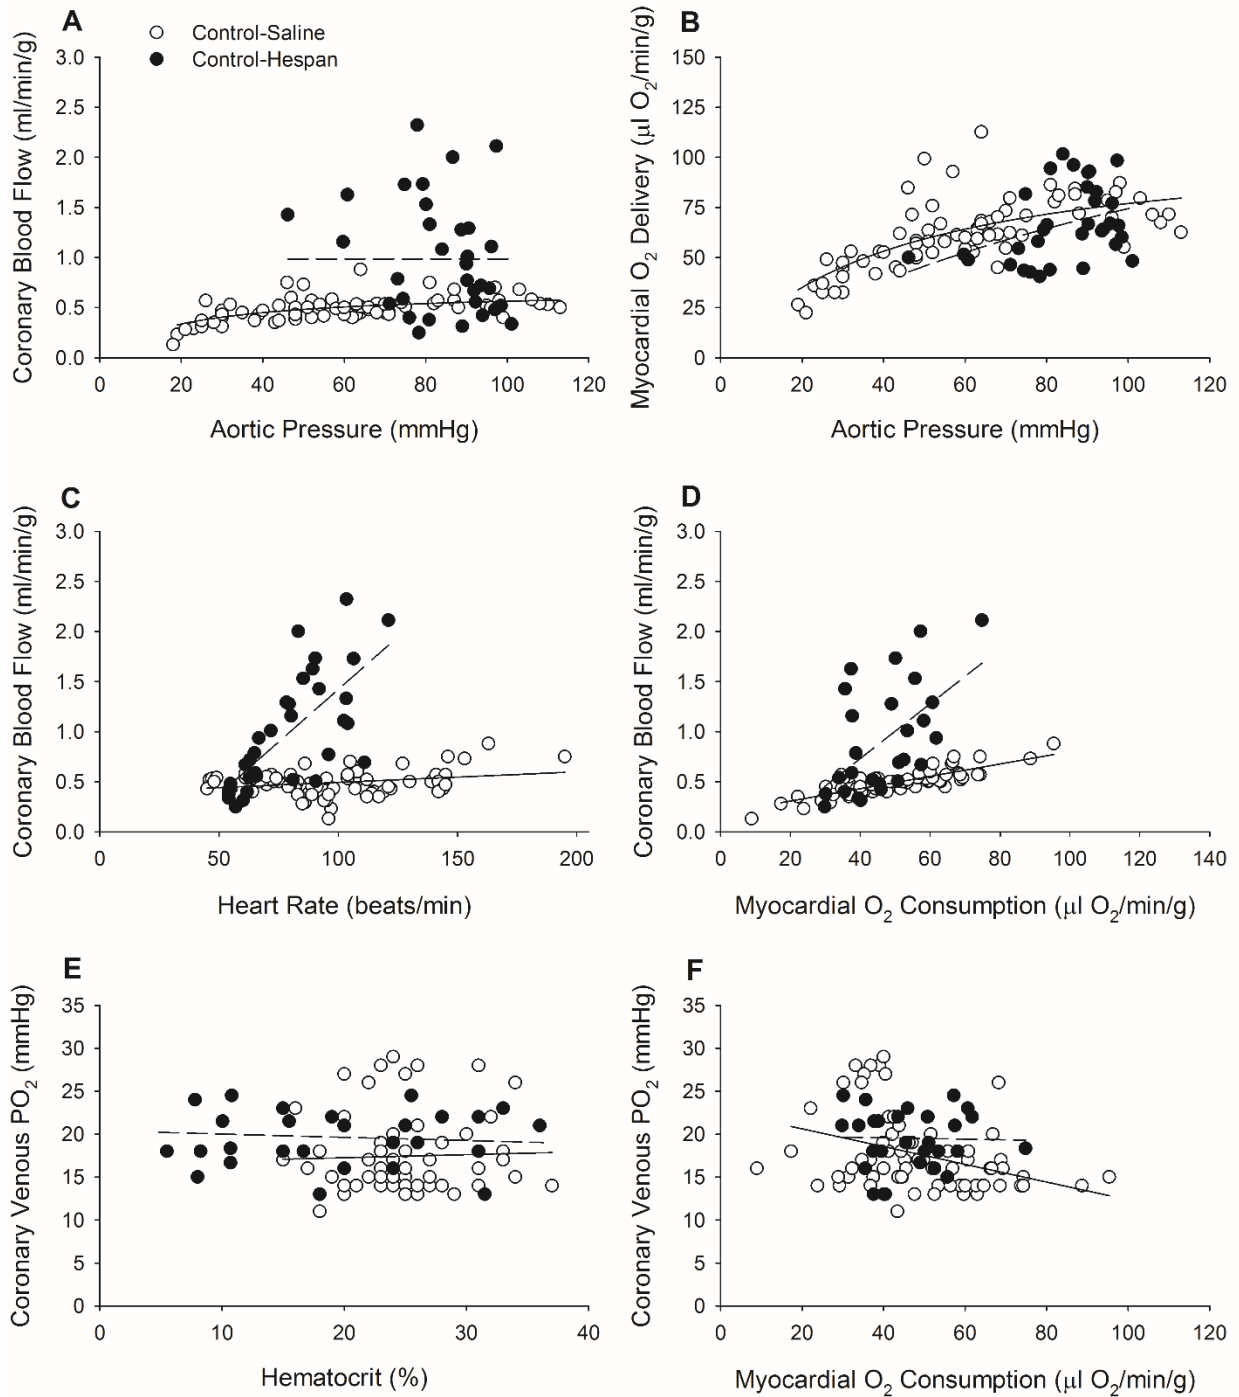 A
Control-Saline
Control-Hespan
Coronary Blood Flow (ml/min/g)
3.0
2.5
2.0
1.5
1.0
0.5
0.0
0 20 40 60 80 100 120
Aortic Pressure (mmHg)
B
Myocardial O2 Delivery (μl O2/min/g)
150
125
100
75
50
25
0
0 20 40 60 80 100 120
Aortic Pressure (mmHg)
C
Coronary Blood Flow (ml/min/g)
3.0
2.5
2.0
1.5
1.0
0.5
0.0
0 50 100 150 200
Heart Rate (beats/min)
D
Coronary Blood Flow (ml/min/g)
3.0
2.5
2.0
1.5
1.0
0.5
0.0
0 20 40 60 80 100 120 140
Myocardial O2 Consumption (μl O2/min/g)
E
Coronary Venous PO2 (mmHg)
35
30
25
20
15
10
5
0
0 10 20 30 40
Hematocrit (%)
F
Coronary Venous PO2 (mmHg)
35
30
25
20
15
10
5
0
0 20 40 60 80 100 120
Myocardial O2 Consumption (μl O2/min/g)